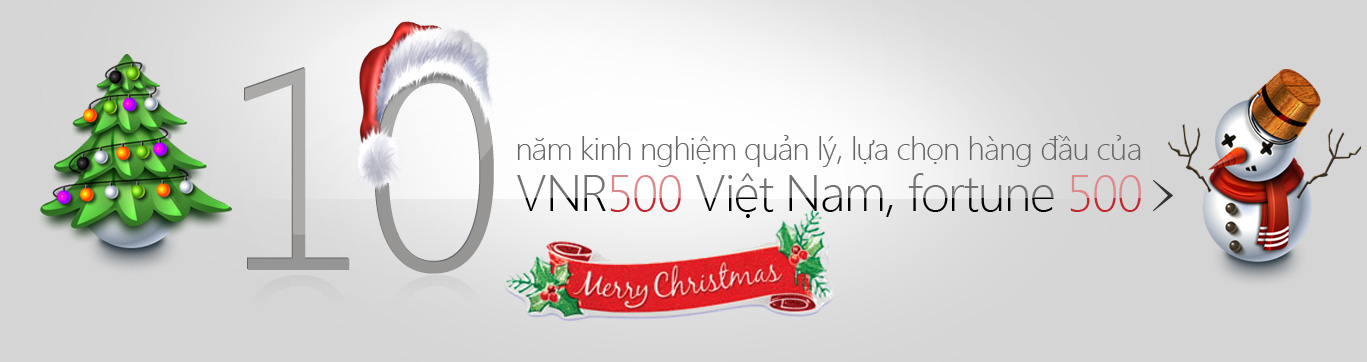 10
năm kinh nghiệm quản lý, lựa chọn hàng đầu của
VNR500 Việt Nam, fortune 500 >
Merry Christmas